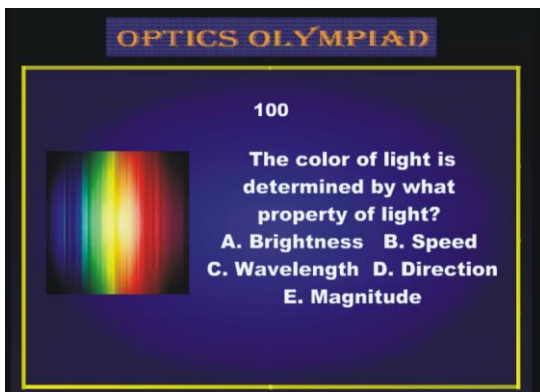 OPTICS OLYMPIAD
100
The color of light is
determined by what
property of light?
A. Brightness B. Speed
C. Wavelength D. Direction
E. Magnitude